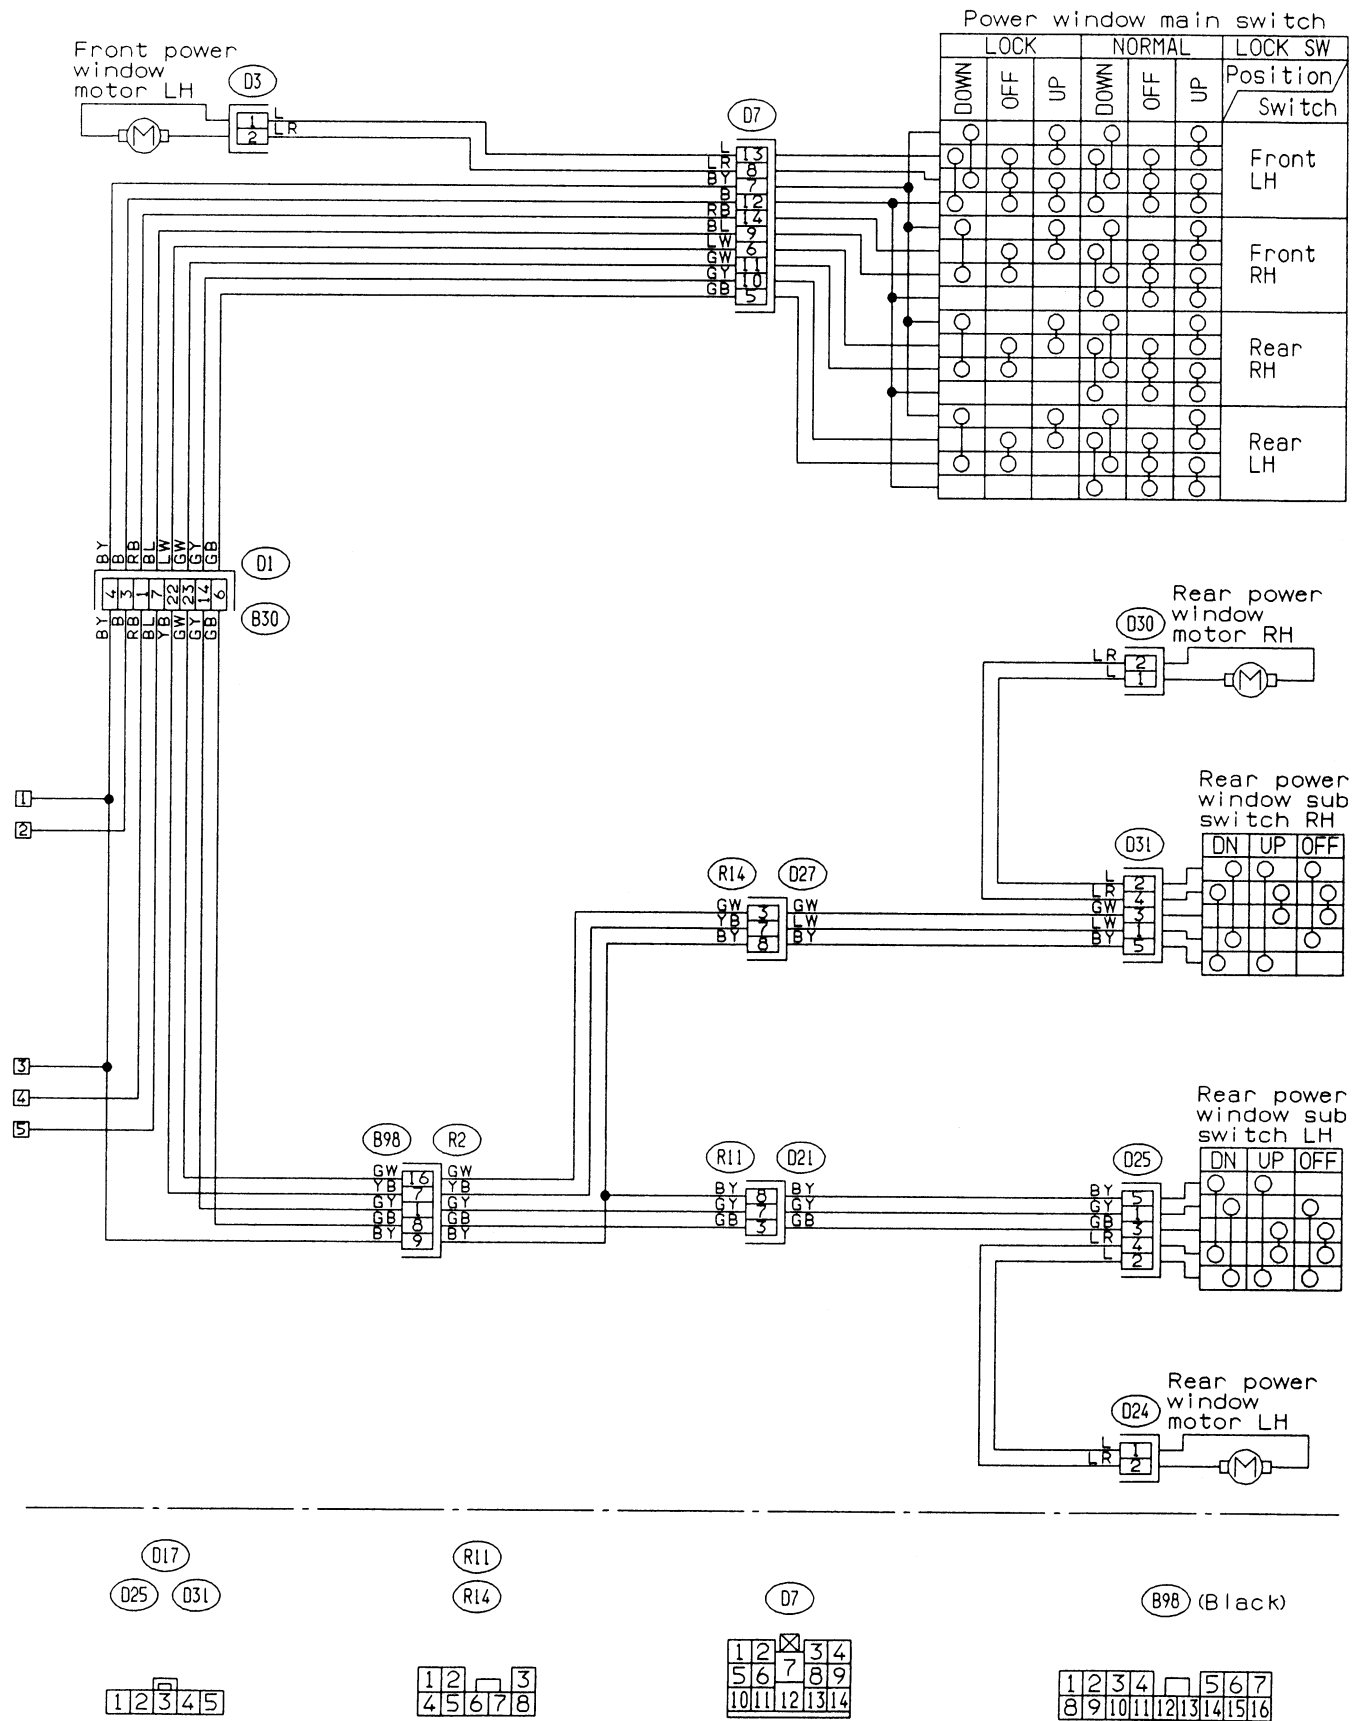 Power window main switch
LOCK NORMAL LOCK SW
DOWN OFF UP DOWN OFF UP Position
Switch
Front
LH
Front
RH
Rear
RH
Rear
LH
Front power
window
motor LH
D3
L 1
LR 2
M
D7
L 13
LR 8
BY 7
B 12
RB 14
BL 9
LW 6
GW 11
GY 10
GB 5
BY B RB BL LW GW GY GB
D1
4 3 1 7 22 23 14 6
B30
BY B RB BL YB GW GY GB
1
2
3
4
5
Rear power
window
motor RH
D30
LR 2
L 1
M
Rear power
window sub
switch RH
DN UP OFF
D31
L 2
LR 4
GW 3
LW 1
BY 5
R14 D27
GW 3 GW
YB 7 LW
BY 8 BY
B98 R2
GW 16 GW
YB 7 YB
GY 1 GY
GB 8 GB
BY 9 BY
R11 D21
BY 8 BY
GY 7 GY
GB 3 GB
Rear power
window sub
switch LH
DN UP OFF
D25
BY 5
GY 1
GB 3
LR 4
L 2
Rear power
window
motor LH
D24
L 1
LR 2
M
D17
D25 D31
1 2 3 4 5
R11
R14
1 2 3
4 5 6 7 8
D7
1 2 3 4
5 6 7 8 9
10 11 12 13 14
B98 (Black)
1 2 3 4 5 6 7
8 9 10 11 12 13 14 15 16